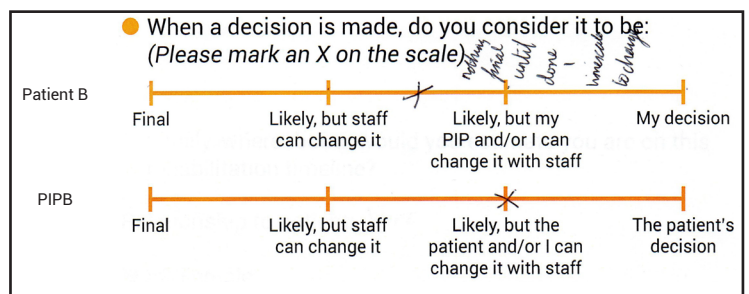 When a decision is made, do you consider it to be:
(Please mark an X on the scale)
nothing final until done - timescale to change
Patient B
Final
Likely, but staff can change it
Likely, but my PIP and/or I can change it with staff
My decision
PIPB
Final
Likely, but staff can change it
Likely, but the patient and/or I can change it with staff
The patient's decision